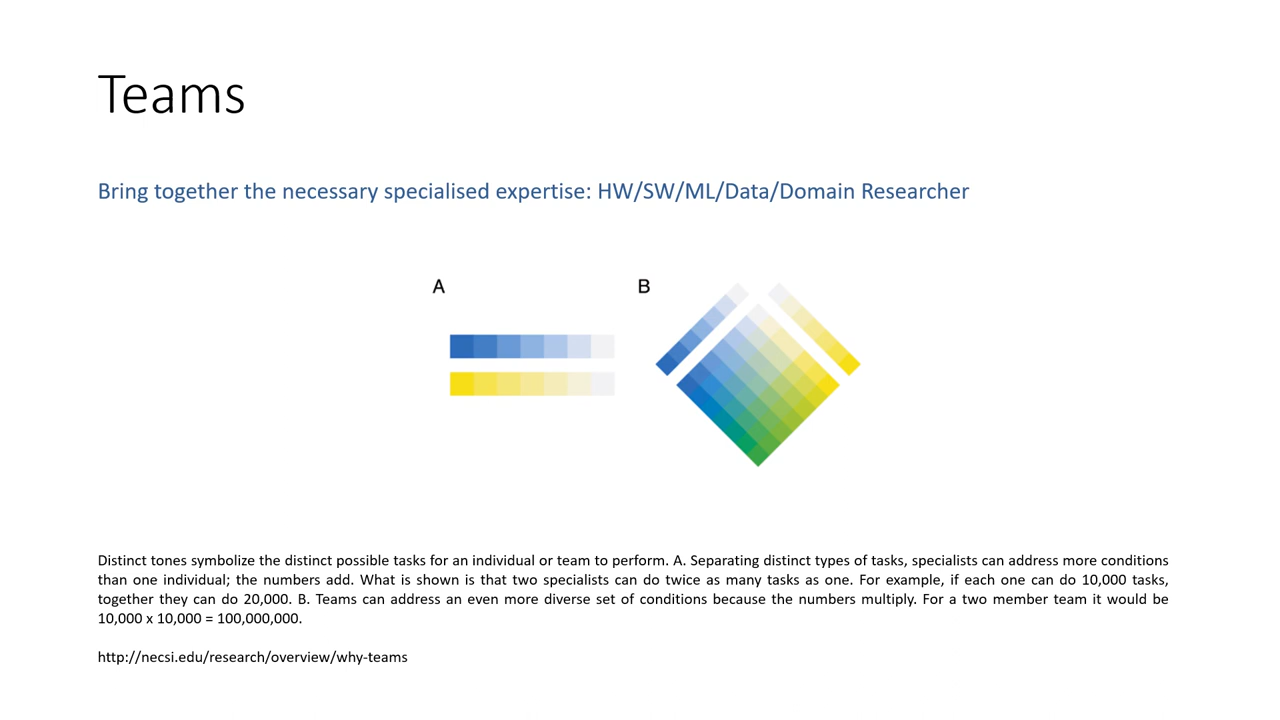 Teams
Bring together the necessary specialised expertise: HW/SW/ML/Data/Domain Researcher
A
B
Distinct tones symbolize the distinct possible tasks for an individual or team to perform. A. Separating distinct types of tasks, specialists can address more conditions
than one individual; the numbers add. What is shown is that two specialists can do twice as many tasks as one. For example, if each one can do 10,000 tasks,
together they can do 20,000. B. Teams can address an even more diverse set of conditions because the numbers multiply. For a two member team it would be
10,000 x 10,000 = 100,000,000.
http://necsi.edu/research/overview/why-teams